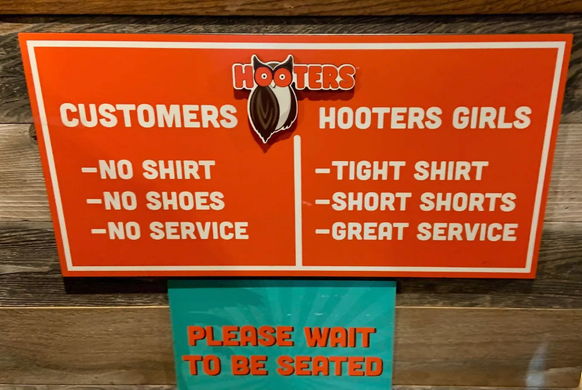 HOOTERS
CUSTOMERS
-NO SHIRT
-NO SHOES
-NO SERVICE
HOOTERS GIRLS
-TIGHT SHIRT
-SHORT SHORTS
-GREAT SERVICE
PLEASE WAIT
TO BE SEATED